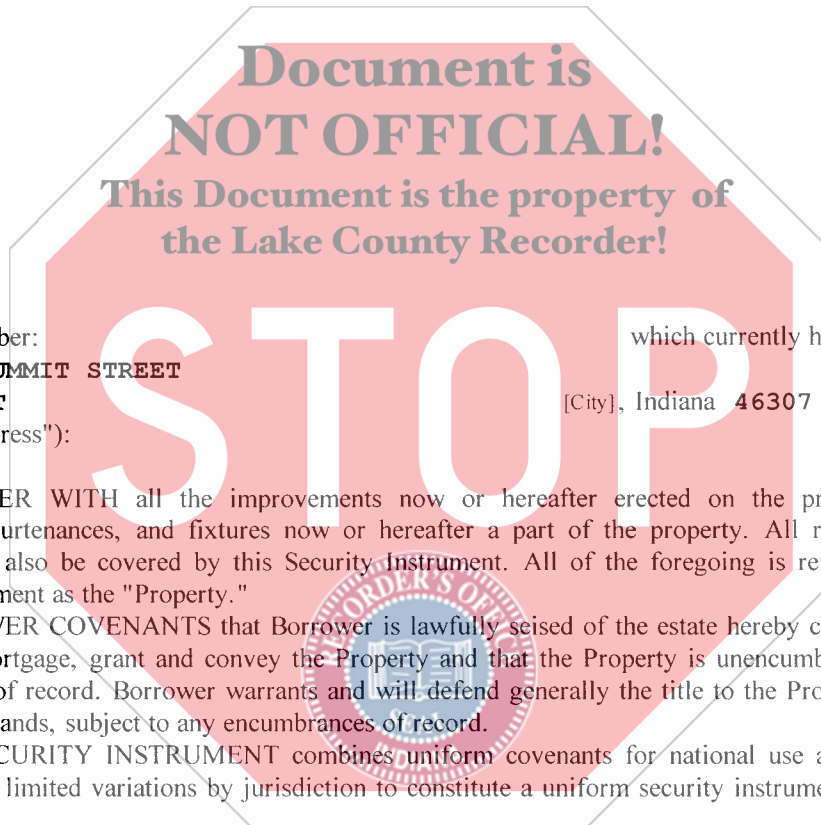 Document is
NOT OFFICIAL!
This Document is the property of
the Lake County Recorder!
STOP
ber: which currently h
UMMIT STREET
T [City], Indiana 46307
ress"):
ER WITH all the improvements now or hereafter erected on the pr
urtenances, and fixtures now or hereafter a part of the property. All r
also be covered by this Security Instrument. All of the foregoing is re
ment as the "Property."
VER COVENANTS that Borrower is lawfully seised of the estate hereby c
ortgage, grant and convey the Property and that the Property is unencumb
of record. Borrower warrants and will defend generally the title to the Pro
ands, subject to any encumbrances of record.
CURITY INSTRUMENT combines uniform covenants for national use a
limited variations by jurisdiction to constitute a uniform security instrume
RECORDER'S OFFICE
SEAL
INDIANA